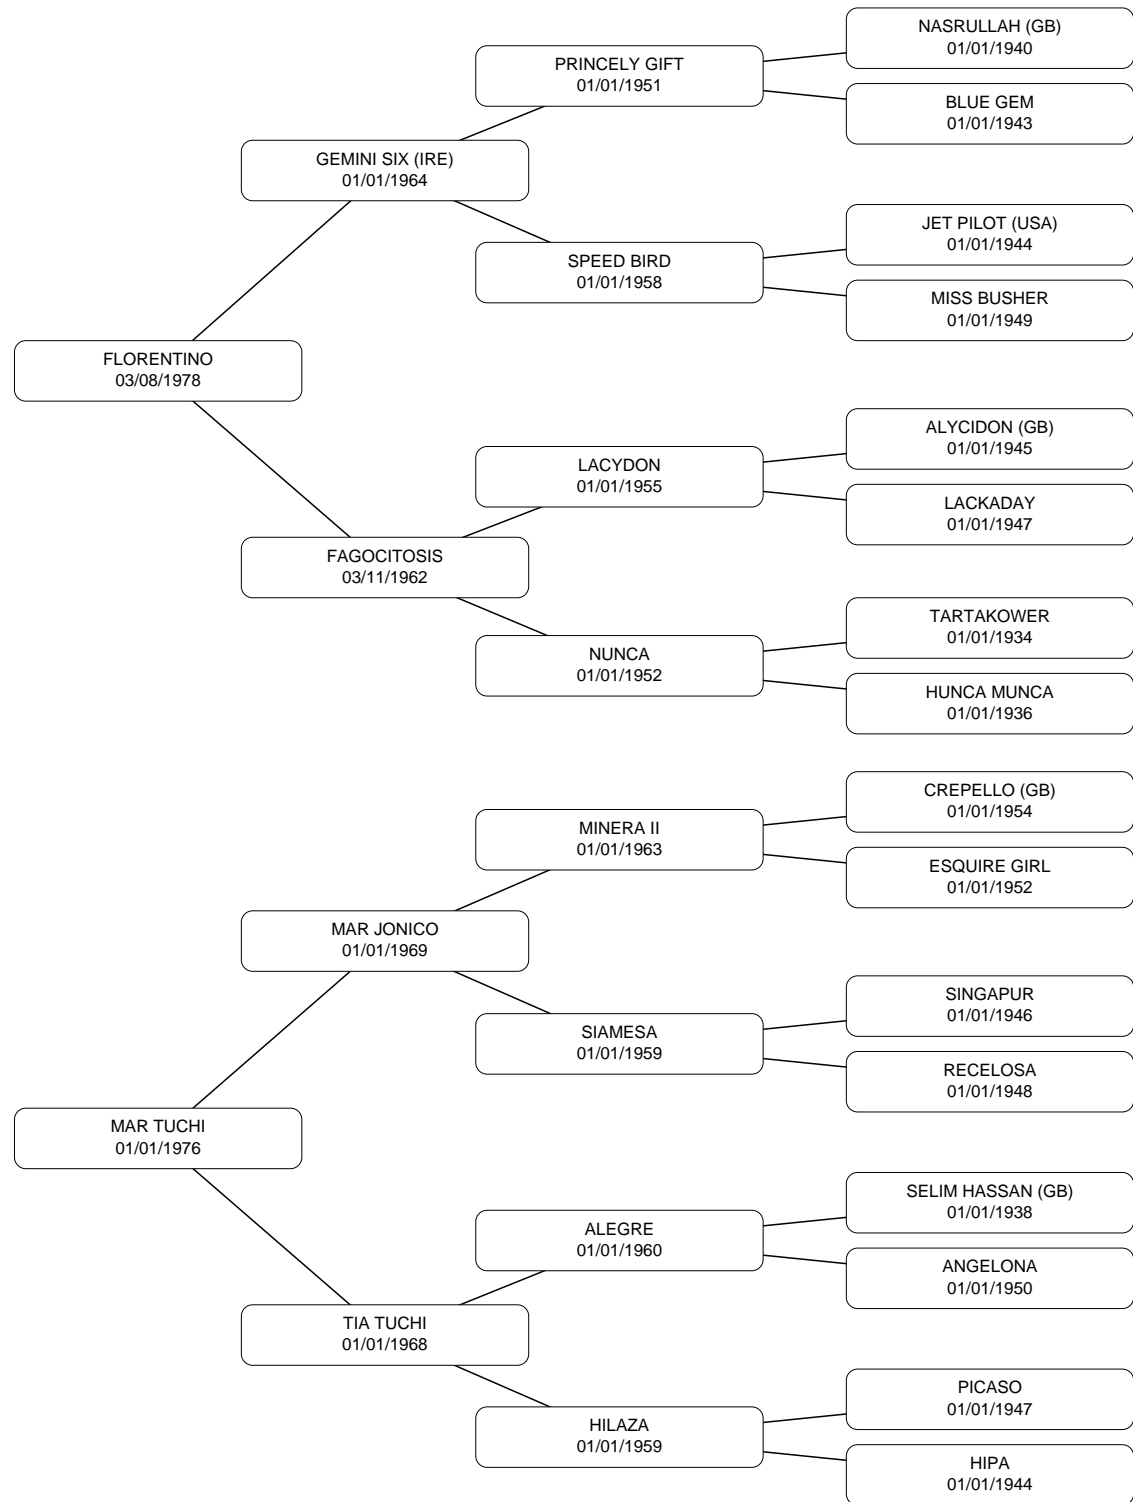 NASRULLAH (GB)
01/01/1940
PRINCELY GIFT
01/01/1951
BLUE GEM
01/01/1943
GEMINI SIX (IRE)
01/01/1964
JET PILOT (USA)
01/01/1944
SPEED BIRD
01/01/1958
MISS BUSHER
01/01/1949
FLORENTINO
03/08/1978
ALYCIDON (GB)
01/01/1945
LACYDON
01/01/1955
LACKADAY
01/01/1947
FAGOCITOSIS
03/11/1962
TARTAKOWER
01/01/1934
NUNCA
01/01/1952
HUNCA MUNCA
01/01/1936
CREPELLO (GB)
01/01/1954
MINERA II
01/01/1963
ESQUIRE GIRL
01/01/1952
MAR JONICO
01/01/1969
SINGAPUR
01/01/1946
SIAMESA
01/01/1959
RECELOSA
01/01/1948
MAR TUCHI
01/01/1976
SELIM HASSAN (GB)
01/01/1938
ALEGRE
01/01/1960
ANGELONA
01/01/1950
TIA TUCHI
01/01/1968
PICASO
01/01/1947
HILAZA
01/01/1959
HIPA
01/01/1944